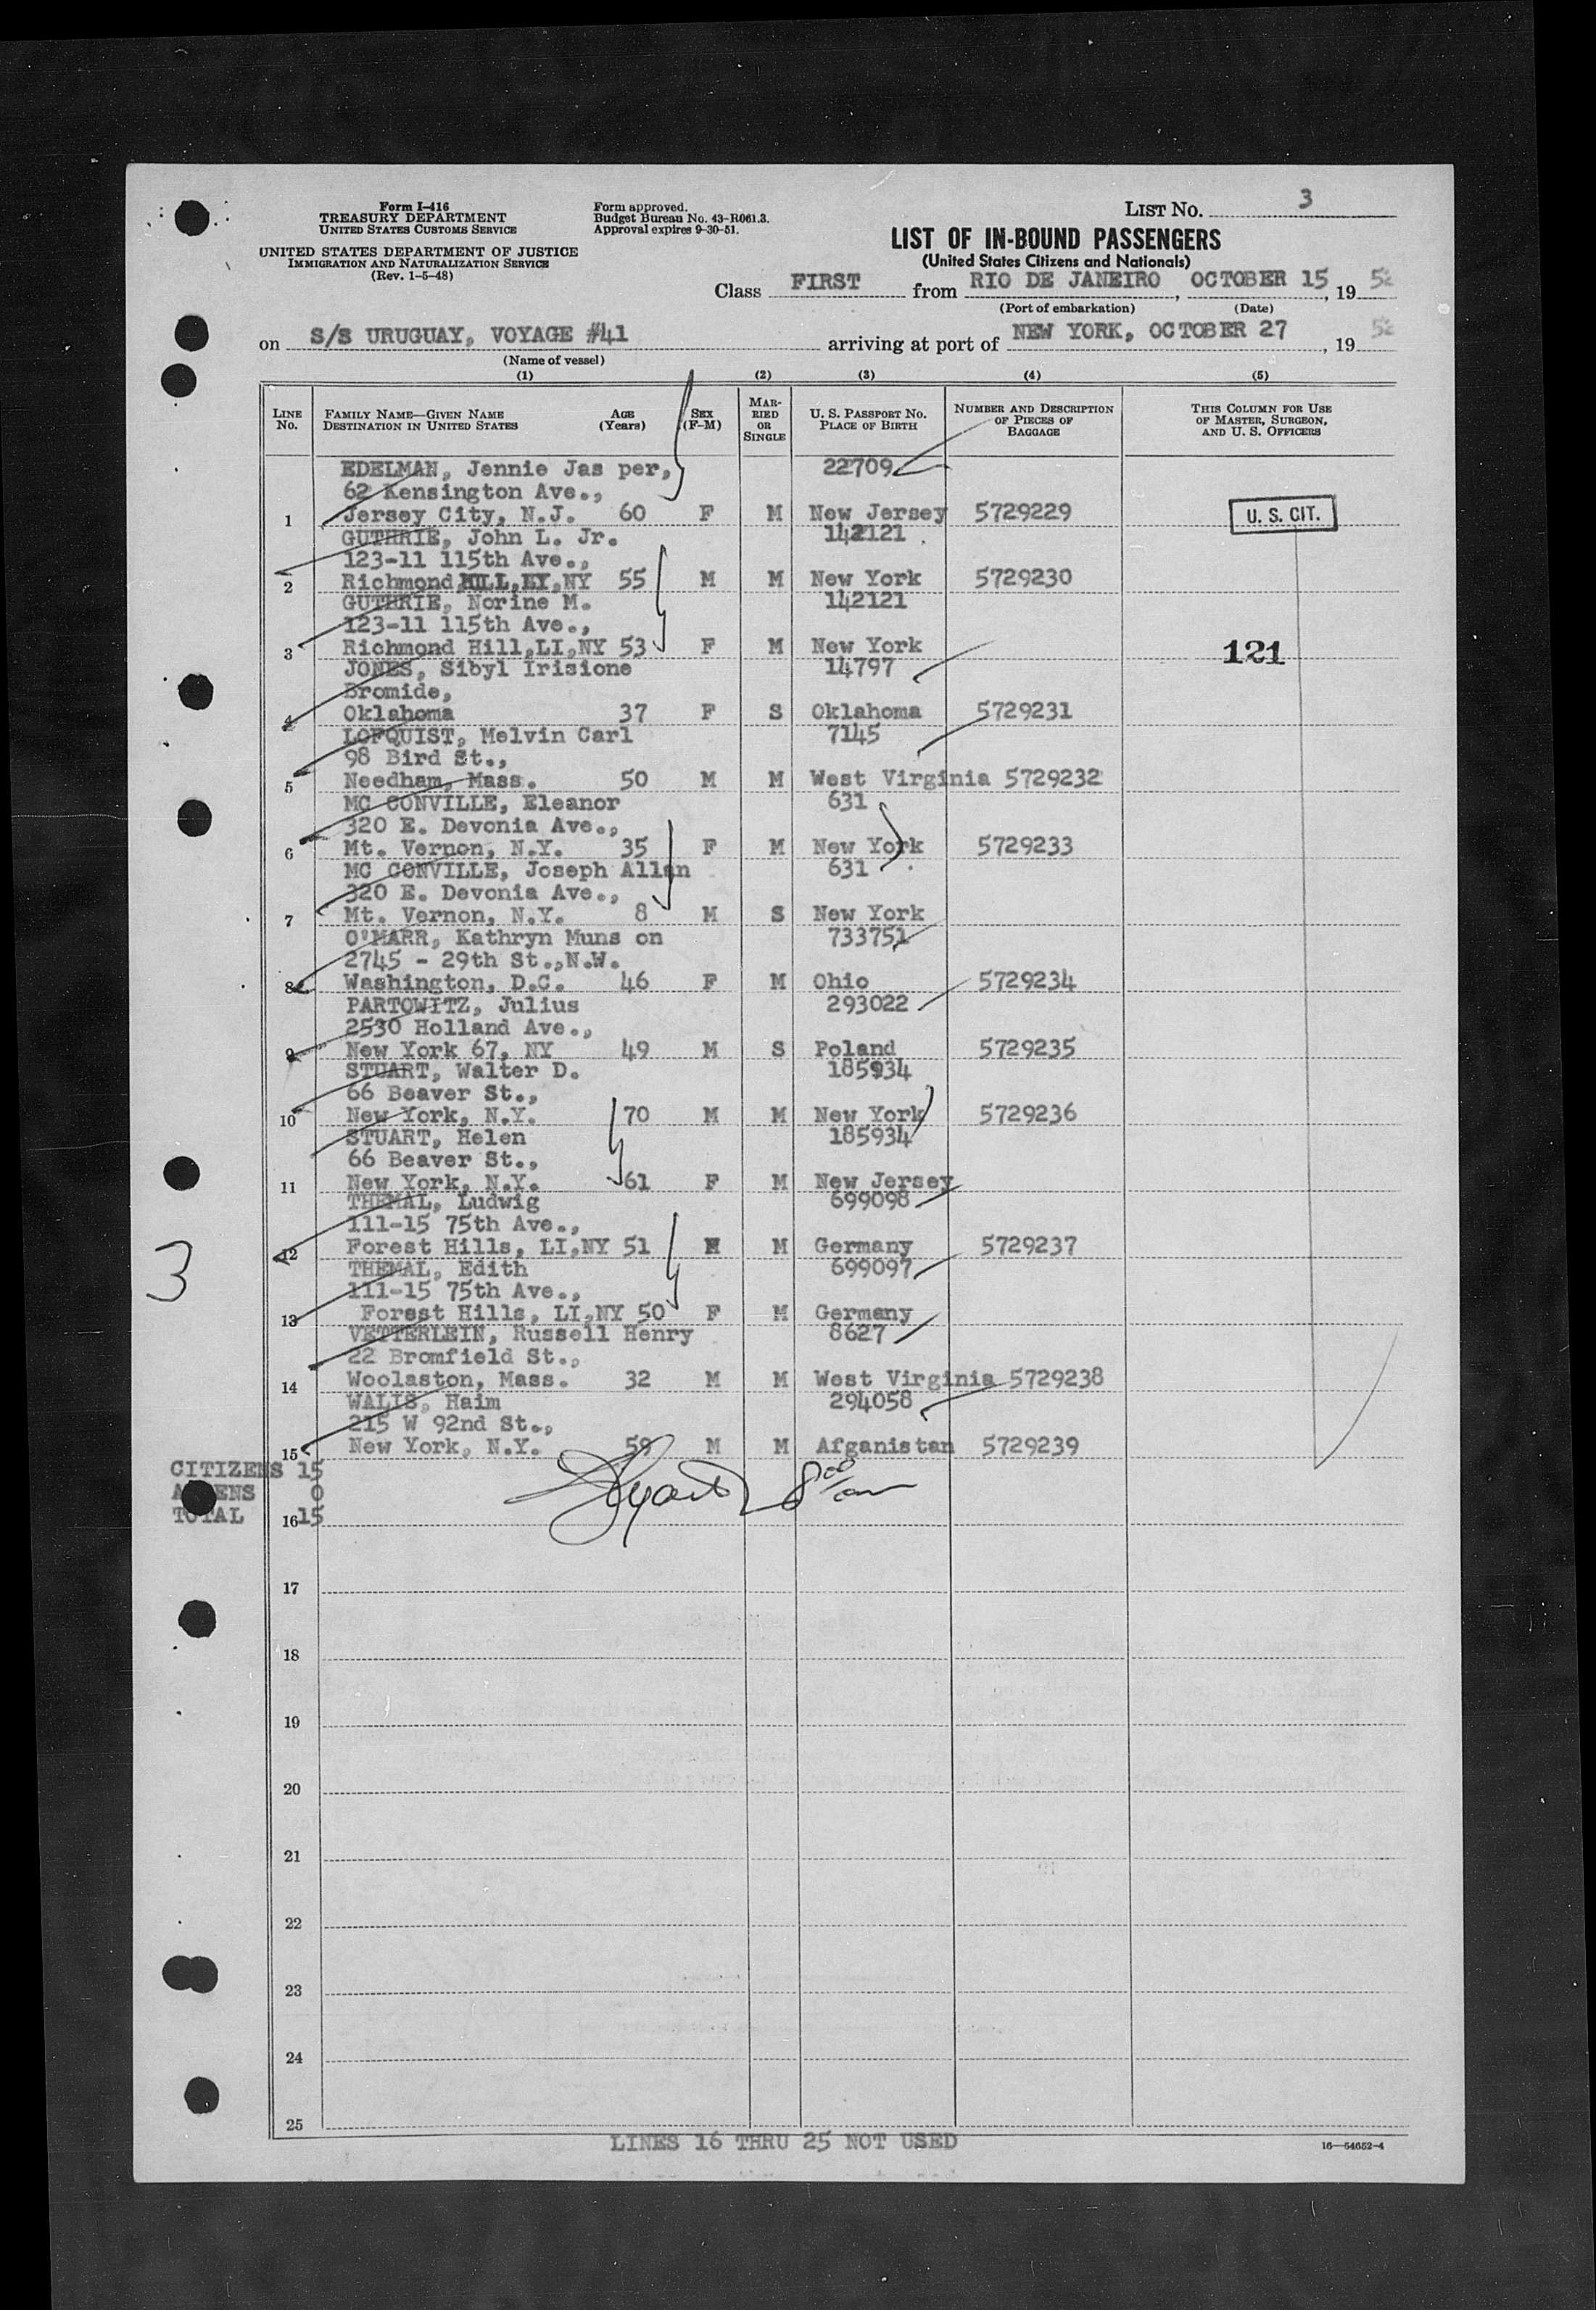 Form I-416
TREASURY DEPARTMENT
UNITED STATES CUSTOMS SERVICE
UNITED STATES DEPARTMENT OF JUSTICE
IMMIGRATION AND NATURALIZATION SERVICE
(Rev. 1-5-48)
Form approved.
Budget Bureau No. 43-R061.3.
Approval expires 9-30-51.
LIST NO. 3
LIST OF IN-BOUND PASSENGERS
(United States Citizens and Nationals)
Class FIRST from RIO DE JANEIRO, OCTOBER 15, 19 52
(Port of embarkation) (Date)
on S/S URUGUAY, VOYAGE #41 arriving at port of NEW YORK, OCTOBER 27, 19 52
(Name of vessel)
(1) (2) (3) (4) (5)
LINE NO. FAMILY NAME—GIVEN NAME DESTINATION IN UNITED STATES AGE (Years) SEX (F-M) MARRIED OR SINGLE U. S. PASSPORT NO. PLACE OF BIRTH NUMBER AND DESCRIPTION OF PIECES OF BAGGAGE THIS COLUMN FOR USE OF MASTER, SURGEON, AND U. S. OFFICERS
EDELMAN, Jennie Jas per, 22709
62 Kensington Ave.,
1 Jersey City, N.J. 60 F M New Jersey 5729229 U. S. CIT.
GUTHRIE, John L. Jr. 142121
123-11 115th Ave.,
2 Richmond HILL, NY 55 M M New York 5729230
GUTHRIE, Norine M. 142121
123-11 115th Ave.,
3 Richmond Hill,LI,NY 53 F M New York 121
JONES, Sibyl Irisione 14797
Bromide,
4 Oklahoma 37 F S Oklahoma 5729231
LOFQUIST, Melvin Carl 7145
98 Bird St.,
5 Needham, Mass. 50 M M West Virginia 5729232
MC CONVILLE, Eleanor 631
320 E. Devonia Ave.,
6 Mt. Vernon, N.Y. 35 F M New York 5729233
MC CONVILLE, Joseph Allan 631
320 E. Devonia Ave.,
7 Mt. Vernon, N.Y. 8 M S New York
O'MARR, Kathryn Muns on 733751
2745 - 29th St.,N.W.
8 Washington, D.C. 46 F M Ohio 5729234
PARTOWITZ, Julius 293022
2530 Holland Ave.,
9 New York 67, NY 49 M S Poland 5729235
STUART, Walter D. 185934
66 Beaver St.,
10 New York, N.Y. 70 M M New York 5729236
STUART, Helen 185934
66 Beaver St.,
11 New York, N.Y. 61 F M New Jersey
THEMAL, Ludwig 699098
111-15 75th Ave.,
12 Forest Hills, LI,NY 51 M M Germany 5729237
THEMAL, Edith 699097
111-15 75th Ave.,
3
13 Forest Hills, LI,NY 50 F M Germany
VETTERLEIN, Russell Henry 8627
22 Bromfield St.,
14 Woolaston, Mass. 32 M M West Virginia 5729238
WALIS, Haim 294058
215 W 92nd St.,
15 New York, N.Y. 59 M M Afganistan 5729239
CITIZENS 15
ALIENS 0
TOTAL 15
16
17
18
19
20
21
22
23
24
25
LINES 16 THRU 25 NOT USED
16—54652-4